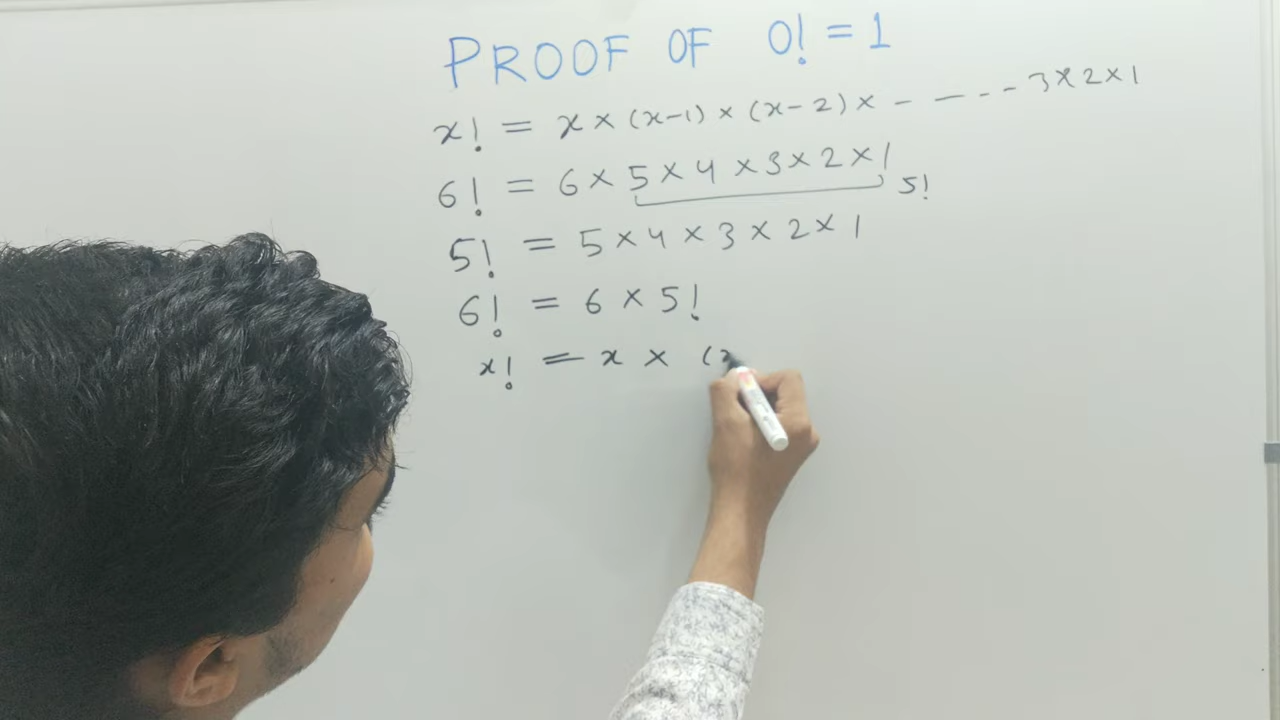 PROOF OF 0! = 1
x! = x × (x-1) × (x-2) × - — - - - 3 × 2 × 1
6! = 6 × 5 × 4 × 3 × 2 × 1
5!
5! = 5 × 4 × 3 × 2 × 1
6! = 6 × 5!
x! = x × (x